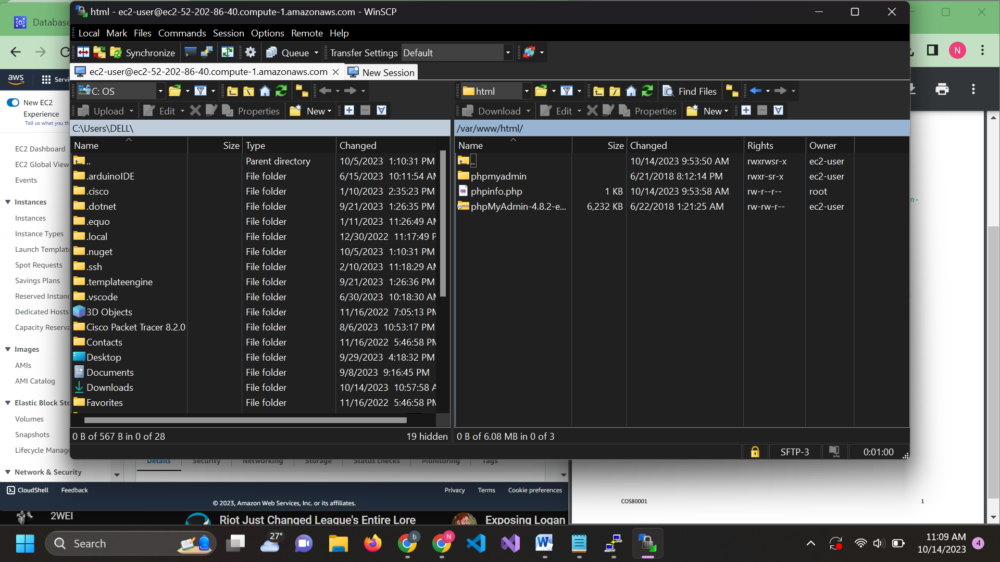 html - ec2-user@ec2-52-202-86-40.compute-1.amazonaws.com - WinSCP
Database
Local Mark Files Commands Session Options Remote Help
Synchronize Queue Transfer Settings Default
N
ec2-user@ec2-52-202-86-40.compute-1.amazonaws.com New Session
aws
C: OS html Find Files
Upload Edit Properties New Download Edit Properties New
New EC2
Experience
Tell us what you th
C:\Users\DELL\ /var/www/html/
Name Size Type Changed Name Size Changed Rights Owner
.. Parent directory 10/5/2023 1:10:31 PM .. 10/14/2023 9:53:50 AM rwxrwsr-x ec2-user
.arduinoIDE File folder 6/15/2023 10:11:54 AM phpmyadmin 6/21/2018 8:12:14 PM rwxr-sr-x ec2-user
.cisco File folder 1/10/2023 2:35:23 PM phpinfo.php 1 KB 10/14/2023 9:53:58 AM rw-r--r-- root
.dotnet File folder 9/21/2023 1:26:35 PM phpMyAdmin-4.8.2-e... 6,232 KB 6/22/2018 1:21:25 AM rw-rw-r-- ec2-user
.equo File folder 1/11/2023 11:26:49 AM
.local File folder 12/30/2022 11:17:49 P
.nuget File folder 10/5/2023 1:10:31 PM
.ssh File folder 2/10/2023 11:18:29 AM
.templateengine File folder 9/21/2023 1:26:36 PM
.vscode File folder 6/30/2023 10:18:30 AM
3D Objects File folder 11/16/2022 7:05:13 PM
Cisco Packet Tracer 8.2.0 File folder 8/6/2023 10:53:17 PM
Contacts File folder 11/16/2022 5:46:58 PM
Desktop File folder 9/29/2023 4:18:32 PM
Documents File folder 9/8/2023 9:16:45 PM
Downloads File folder 10/14/2023 10:57:58 A
Favorites File folder 11/16/2022 5:46:58 PM
0 B of 567 B in 0 of 28 19 hidden 0 B of 6.08 MB in 0 of 3
SFTP-3 0:01:00
EC2 Dashboard
EC2 Global View
Events
Instances
Instances
Instance Types
Launch Template
Spot Requests
Savings Plans
Reserved Instanc
Dedicated Hosts
Capacity Reserva
Images
AMIs
AMI Catalog
Elastic Block Sto
Volumes
Snapshots
Lifecycle Manage
Network & Security
Details Security Networking Storage Status checks Monitoring Tags
CloudShell Feedback Privacy Terms Cookie preferences
© 2023, Amazon Web Services, Inc. or its affiliates.
COS80001 1
2WEI Riot Just Changed League's Entire Lore Exposing Logan
Search 27° b N 11:09 AM
10/14/2023 4